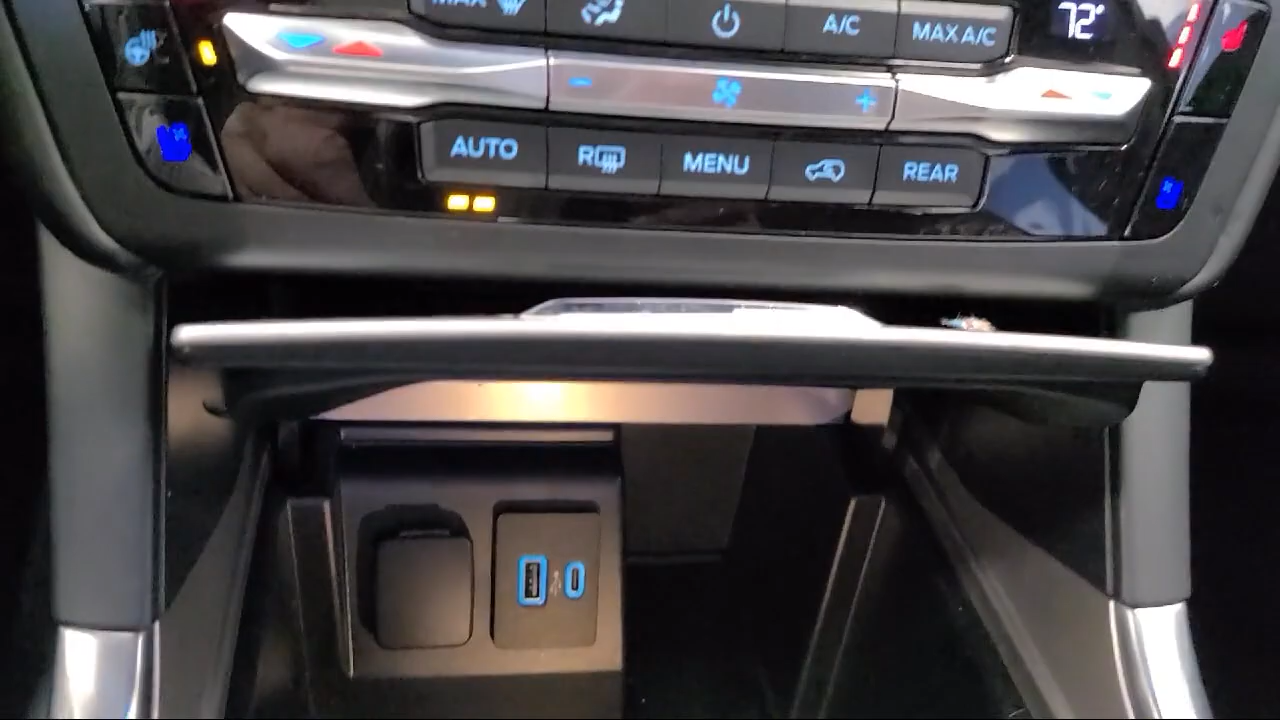 MAX
A/C
MAX A/C
72°
- +
AUTO
R
MENU
REAR